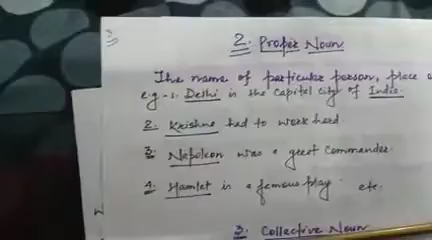 2. Proper Noun
The name of particular person, place
e.g. - 1. Delhi is the capital city of India.
2. Krishna had to work hard
3. Napoleon was a great commander.
4. Hamlet is a famous play etc.
3. Collective Noun